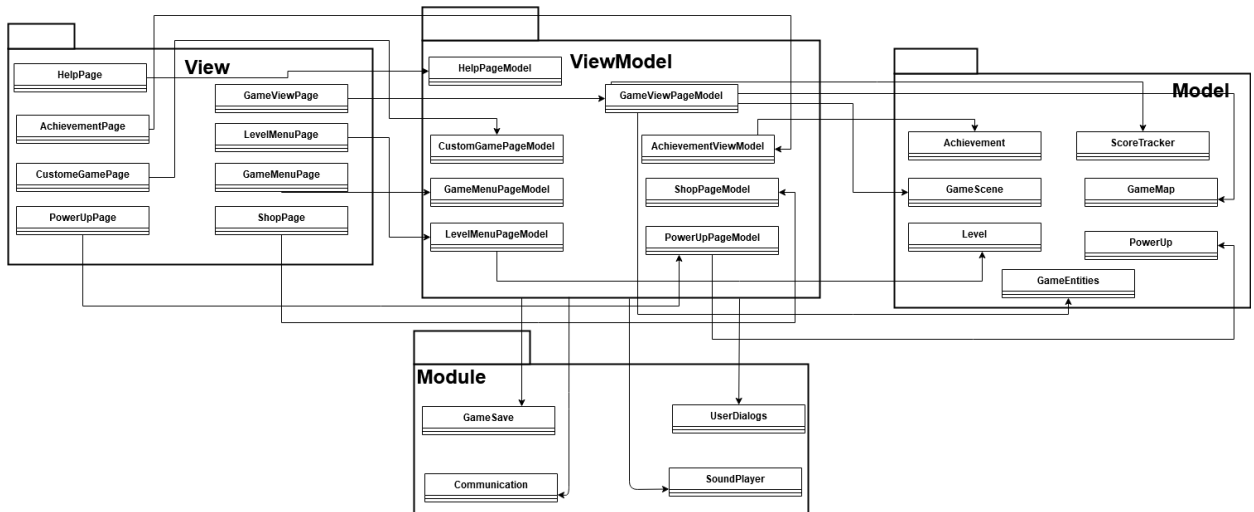 View
HelpPage
GameViewPage
AchievementPage
LevelMenuPage
CustomeGamePage
GameMenuPage
PowerUpPage
ShopPage
ViewModel
HelpPageModel
GameViewPageModel
CustomGamePageModel
AchievementViewModel
GameMenuPageModel
ShopPageModel
LevelMenuPageModel
PowerUpPageModel
Model
Achievement
ScoreTracker
GameScene
GameMap
Level
PowerUp
GameEntities
Module
GameSave
UserDialogs
Communication
SoundPlayer